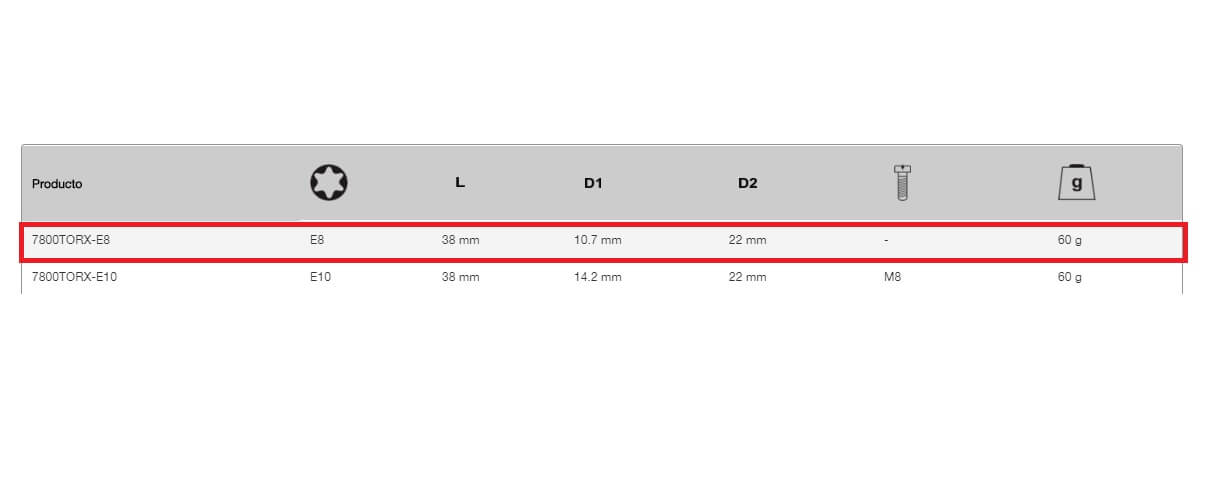 Producto L D1 D2 g
7800TORX-E8 E8 38 mm 10.7 mm 22 mm - 60 g
7800TORX-E10 E10 38 mm 14.2 mm 22 mm M8 60 g